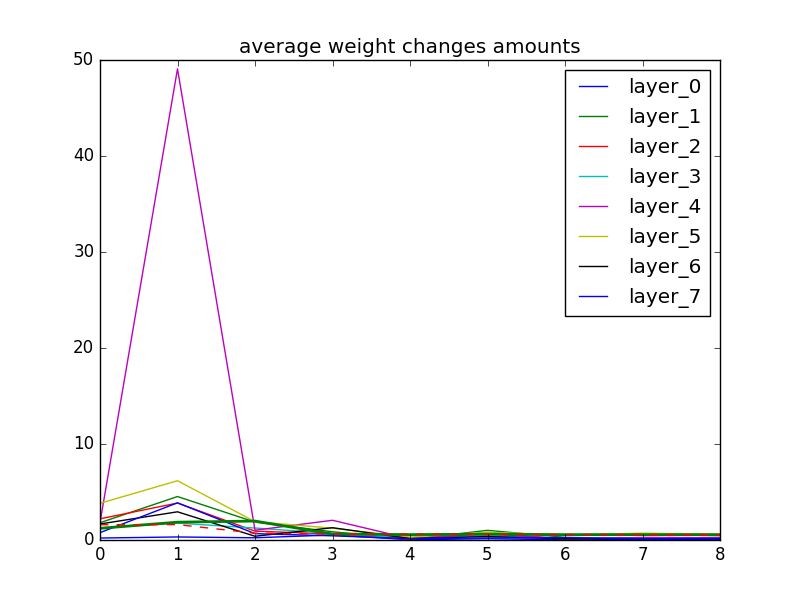 average weight changes amounts
50
40
30
20
10
0
0 1 2 3 4 5 6 7 8
layer_0
layer_1
layer_2
layer_3
layer_4
layer_5
layer_6
layer_7